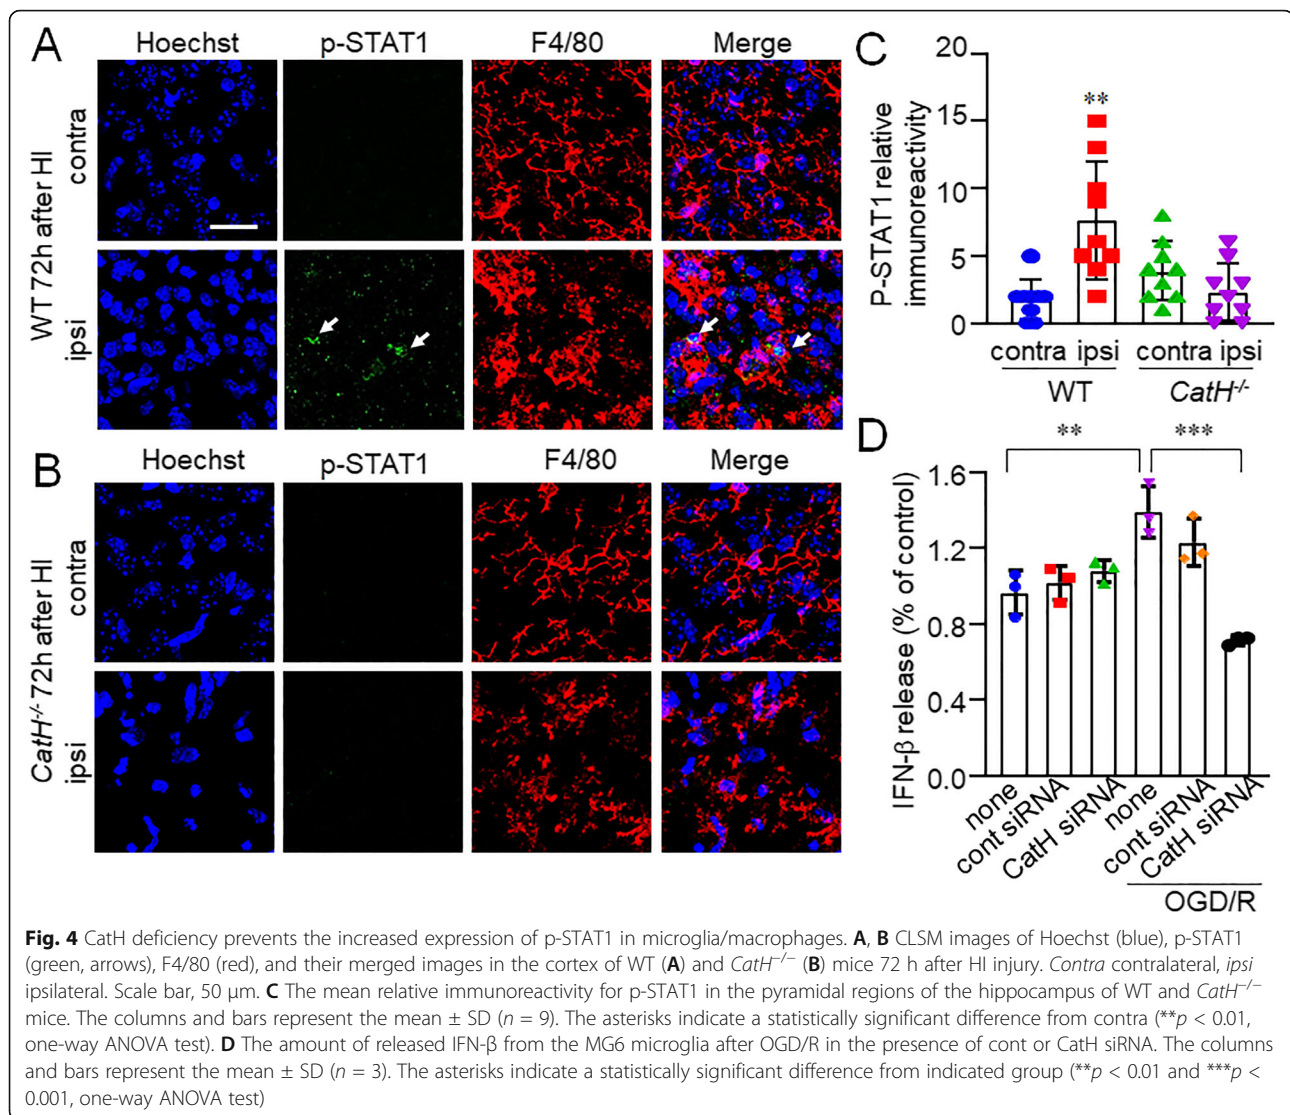 A
Hoechst p-STAT1 F4/80 Merge
WT 72h after HI
contra
ipsi
B
Hoechst p-STAT1 F4/80 Merge
CatH-/- 72h after HI
contra
ipsi
C
P-STAT1 relative
immunoreactivity
20
15
10
5
0
**
contra ipsi contra ipsi
WT CatH-/-
D
IFN-β release (% of control)
1.6
1.2
0.8
0.4
0.0
** ***
none
cont siRNA
CatH siRNA
none
cont siRNA
CatH siRNA
OGD/R
Fig. 4 CatH deficiency prevents the increased expression of p-STAT1 in microglia/macrophages. A, B CLSM images of Hoechst (blue), p-STAT1
(green, arrows), F4/80 (red), and their merged images in the cortex of WT (A) and CatH−/− (B) mice 72 h after HI injury. Contra contralateral, ipsi
ipsilateral. Scale bar, 50 μm. C The mean relative immunoreactivity for p-STAT1 in the pyramidal regions of the hippocampus of WT and CatH−/−
mice. The columns and bars represent the mean ± SD (n = 9). The asterisks indicate a statistically significant difference from contra (**p < 0.01,
one-way ANOVA test). D The amount of released IFN-β from the MG6 microglia after OGD/R in the presence of cont or CatH siRNA. The columns
and bars represent the mean ± SD (n = 3). The asterisks indicate a statistically significant difference from indicated group (**p < 0.01 and ***p <
0.001, one-way ANOVA test)